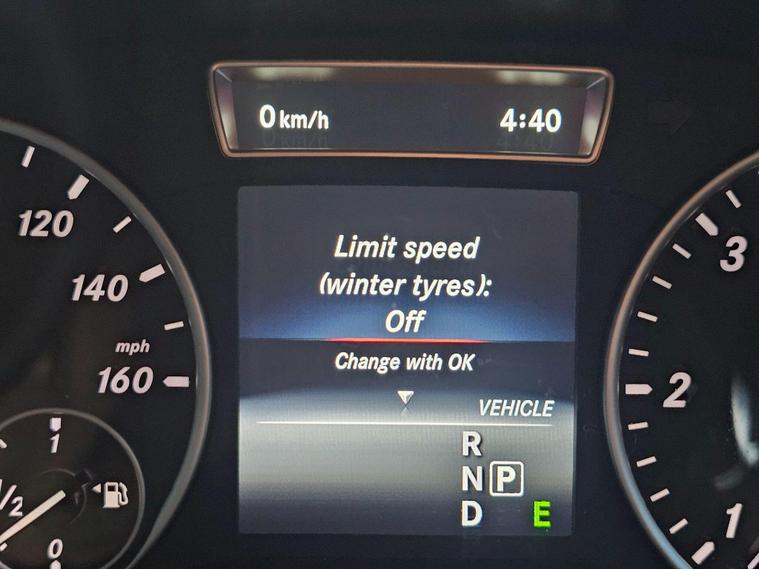 0 km/h 4:40
Limit speed
(winter tyres):
Off
Change with OK
VEHICLE
R
N P
D E
120
140
mph
160
1
1/2
0
3
2
1